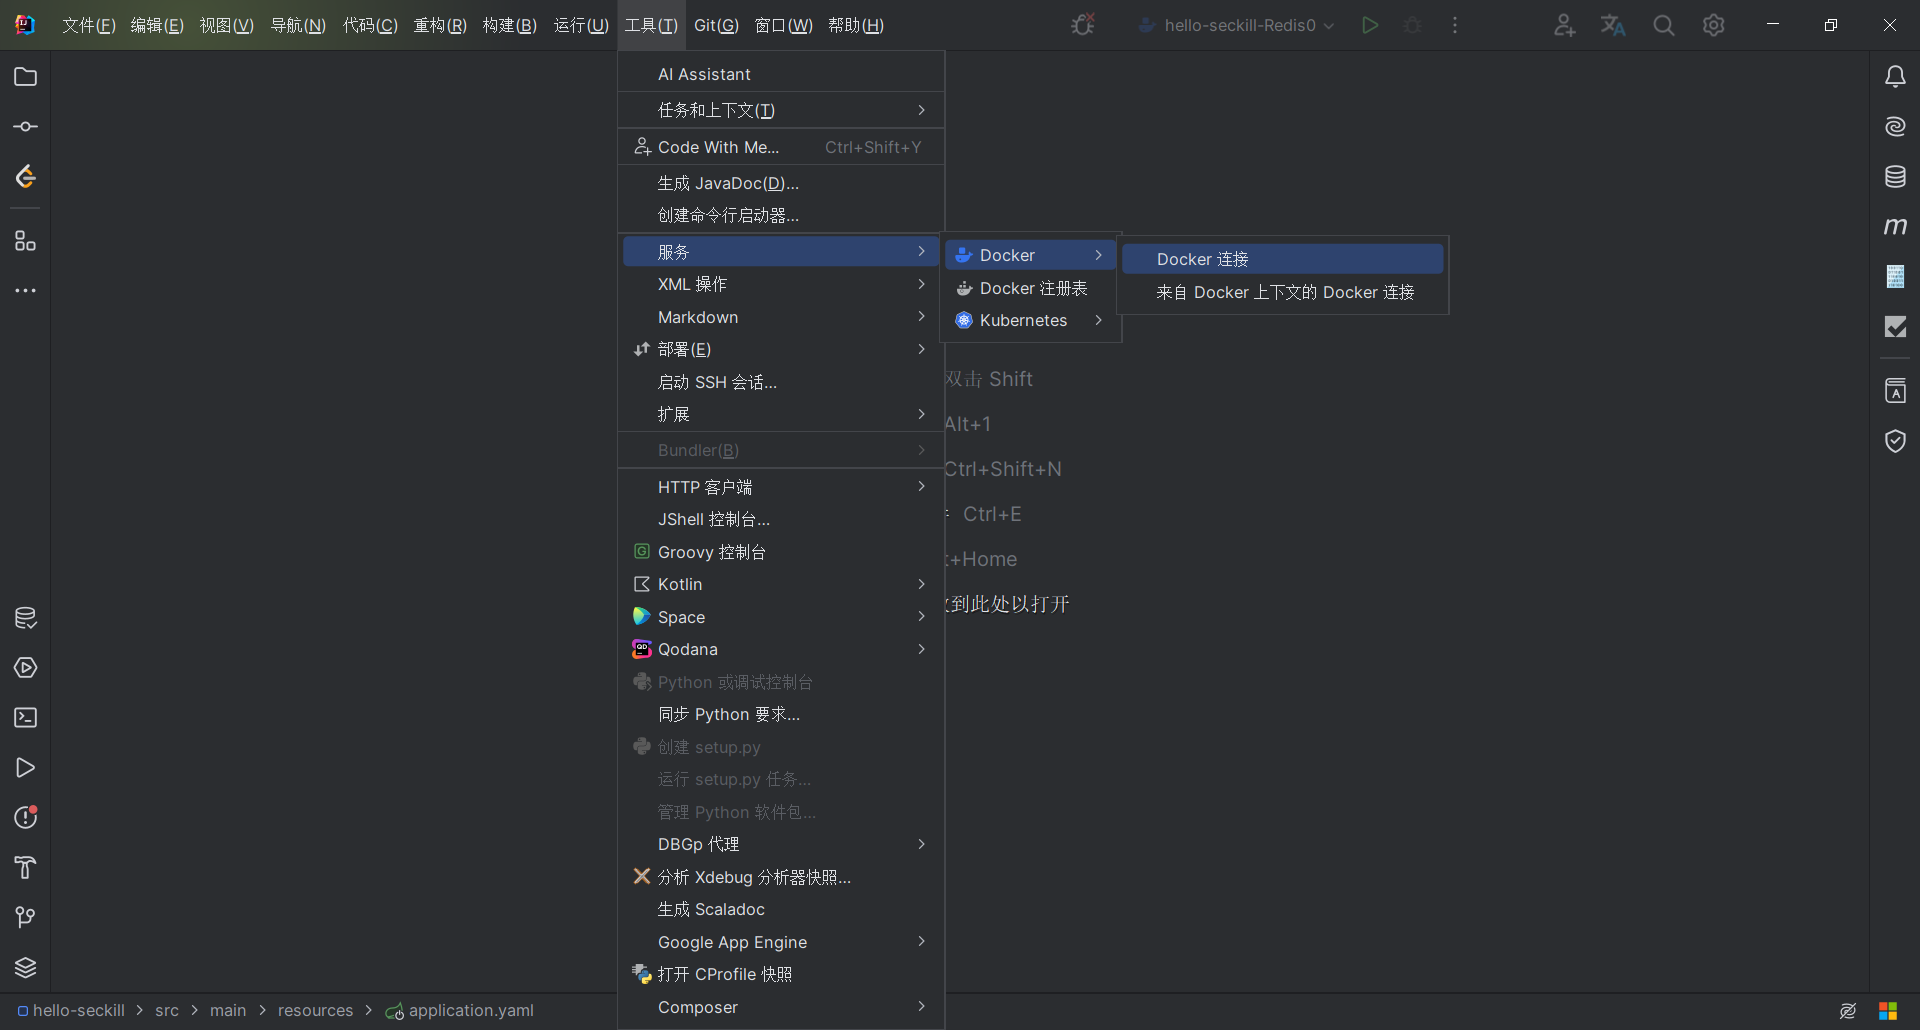 文件(F) 编辑(E) 视图(V) 导航(N) 代码(C) 重构(R) 构建(B) 运行(U) 工具(T) Git(G) 窗口(W) 帮助(H) hello-seckill-Redis0
AI Assistant
任务和上下文(T)
Code With Me... Ctrl+Shift+Y
生成 JavaDoc(D)...
创建命令行启动器...
服务
XML 操作
Markdown
部署(E)
启动 SSH 会话...
扩展
Bundler(B)
HTTP 客户端
JShell 控制台...
Groovy 控制台
Kotlin
Space
Qodana
Python 或调试控制台
同步 Python 要求...
创建 setup.py
运行 setup.py 任务...
管理 Python 软件包...
DBGp 代理
分析 Xdebug 分析器快照...
生成 Scaladoc
Google App Engine
打开 CProfile 快照
Composer
Docker
Docker 注册表
Kubernetes
Docker 连接
来自 Docker 上下文的 Docker 连接
双击 Shift
Alt+1
Ctrl+Shift+N
Ctrl+E
+Home
到此处以打开
hello-seckill > src > main > resources > application.yaml